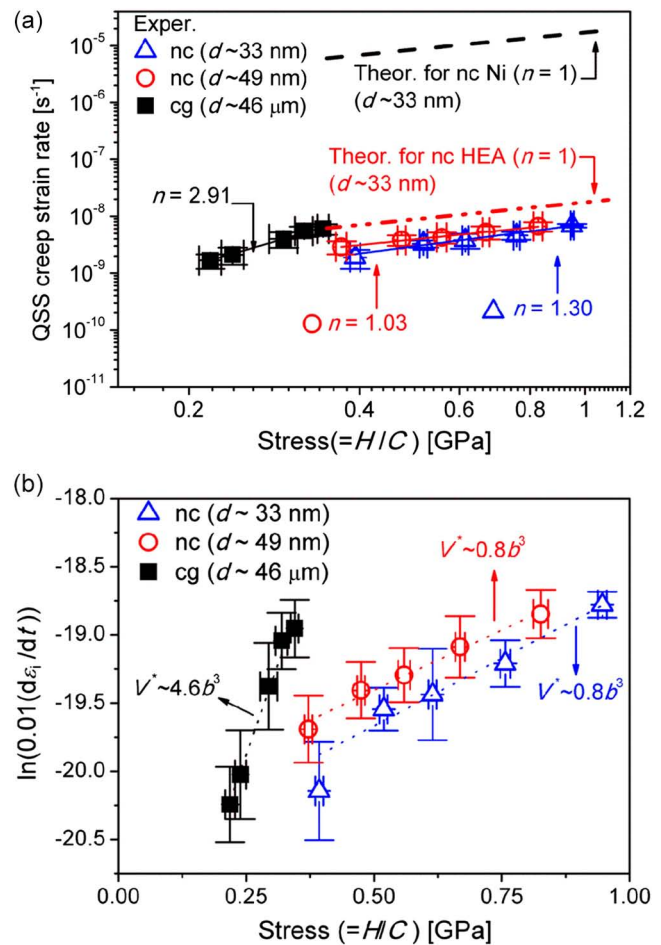 (a)
Exper.
nc (d~33 nm)
nc (d~49 nm)
cg (d~46 μm)
Theor. for nc Ni (n = 1)
(d~33 nm)
Theor. for nc HEA (n = 1)
(d~33 nm)
n = 2.91
n = 1.03
n = 1.30
QSS creep strain rate [s⁻¹]
10⁻⁵
10⁻⁶
10⁻⁷
10⁻⁸
10⁻⁹
10⁻¹⁰
10⁻¹¹
0.2 0.4 0.6 0.8 1 1.2
Stress(=H/C) [GPa]
(b)
nc (d~ 33 nm)
nc (d~ 49 nm)
cg (d~ 46 μm)
V*~0.8b³
V*~4.6b³
V*~0.8b³
ln(0.01(dεᵢ/dt))
-18.0
-18.5
-19.0
-19.5
-20.0
-20.5
0.00 0.25 0.50 0.75 1.00
Stress (=H/C) [GPa]